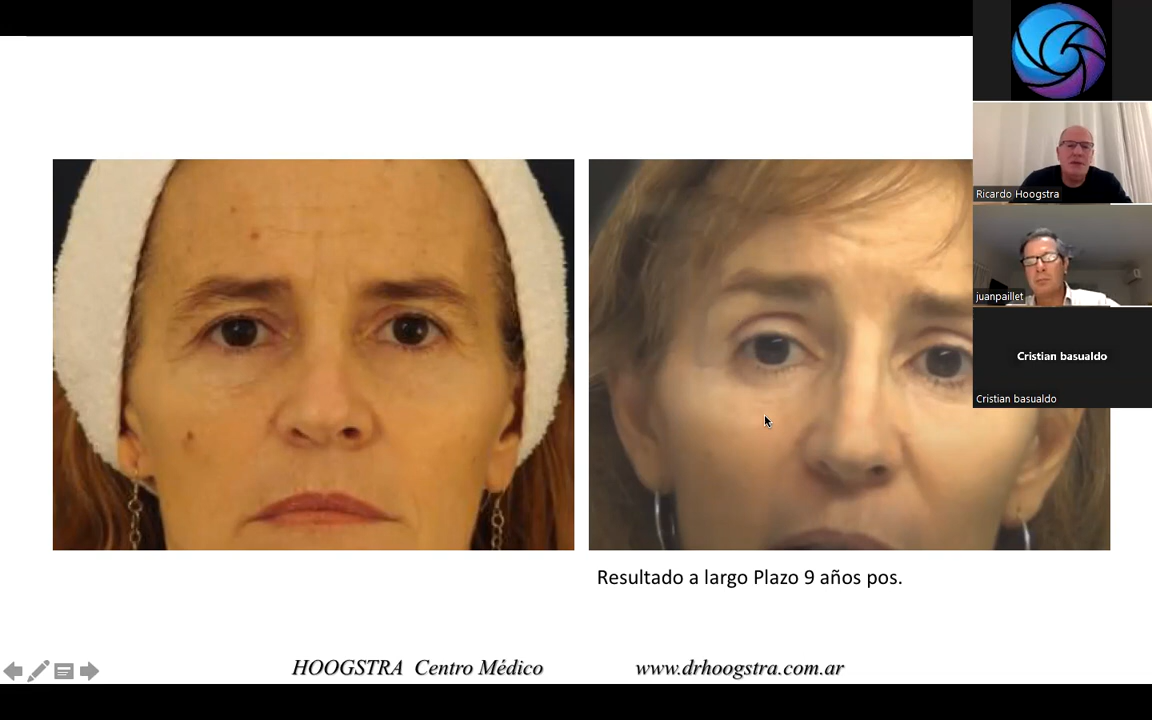 Ricardo Hoogstra
juanpaillet
Cristian basualdo
Cristian basualdo
Resultado a largo Plazo 9 años pos.
HOOGSTRA Centro Médico
www.drhoogstra.com.ar